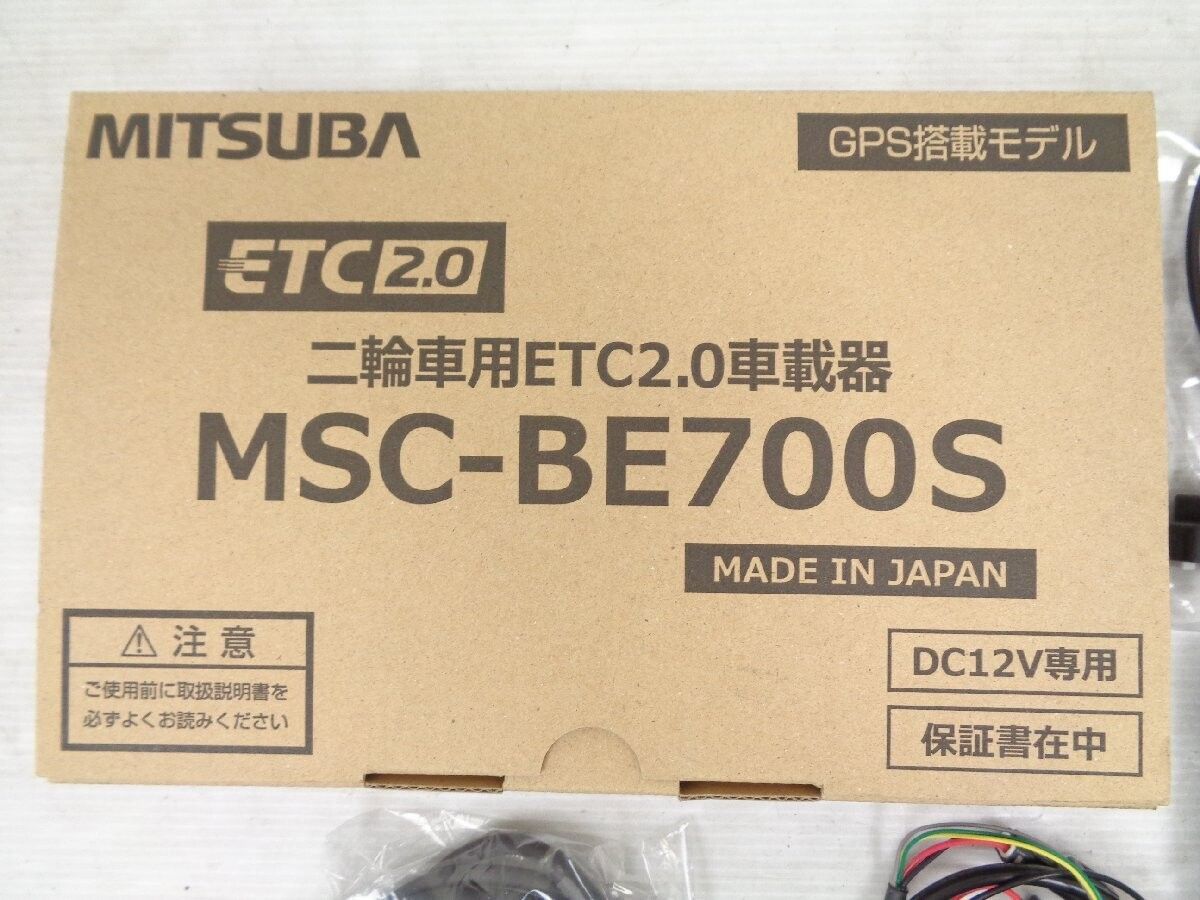 MITSUBA
GPS搭載モデル
ETC 2.0
二輪車用ETC2.0車載器
MSC-BE700S
MADE IN JAPAN
⚠ 注意
ご使用前に取扱説明書を
必ずよくお読みください
DC12V専用
保証書在中